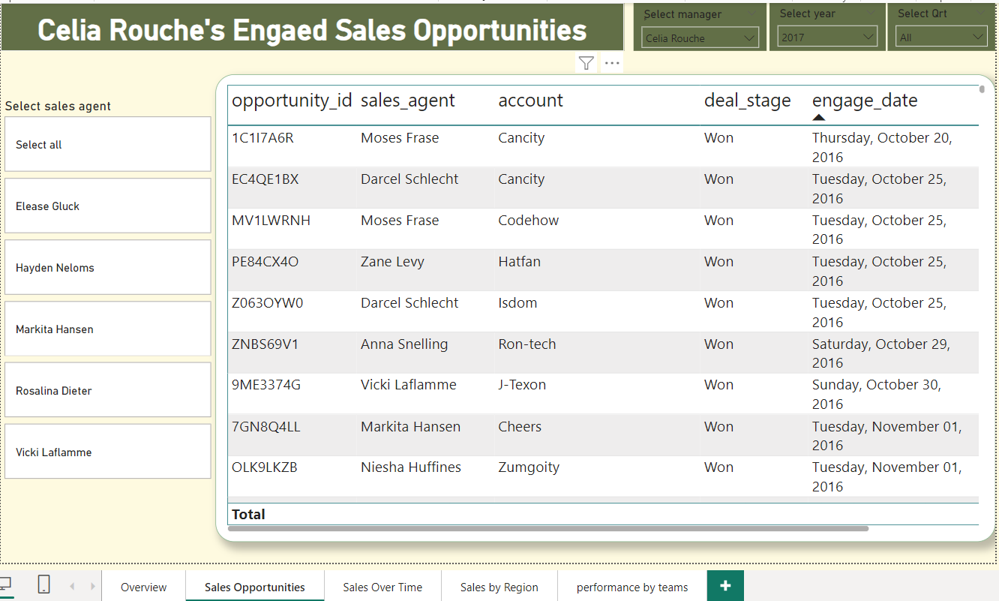 Celia Rouche's Engaed Sales Opportunities
Select manager
Celia Rouche
Select year
2017
Select Qrt
All
Select sales agent
Select all
Elease Gluck
Hayden Neloms
Markita Hansen
Rosalina Dieter
Vicki Laflamme
opportunity_id sales_agent account deal_stage engage_date
1C1I7A6R Moses Frase Cancity Won Thursday, October 20,
2016
EC4QE1BX Darcel Schlecht Cancity Won Tuesday, October 25,
2016
MV1LWRNH Moses Frase Codehow Won Tuesday, October 25,
2016
PE84CX4O Zane Levy Hatfan Won Tuesday, October 25,
2016
Z063OYW0 Darcel Schlecht Isdom Won Tuesday, October 25,
2016
ZNBS69V1 Anna Snelling Ron-tech Won Saturday, October 29,
2016
9ME3374G Vicki Laflamme J-Texon Won Sunday, October 30,
2016
7GN8Q4LL Markita Hansen Cheers Won Tuesday, November 01,
2016
OLK9LKZB Niesha Huffines Zumgoity Won Tuesday, November 01,
2016
Total
Overview
Sales Opportunities
Sales Over Time
Sales by Region
performance by teams